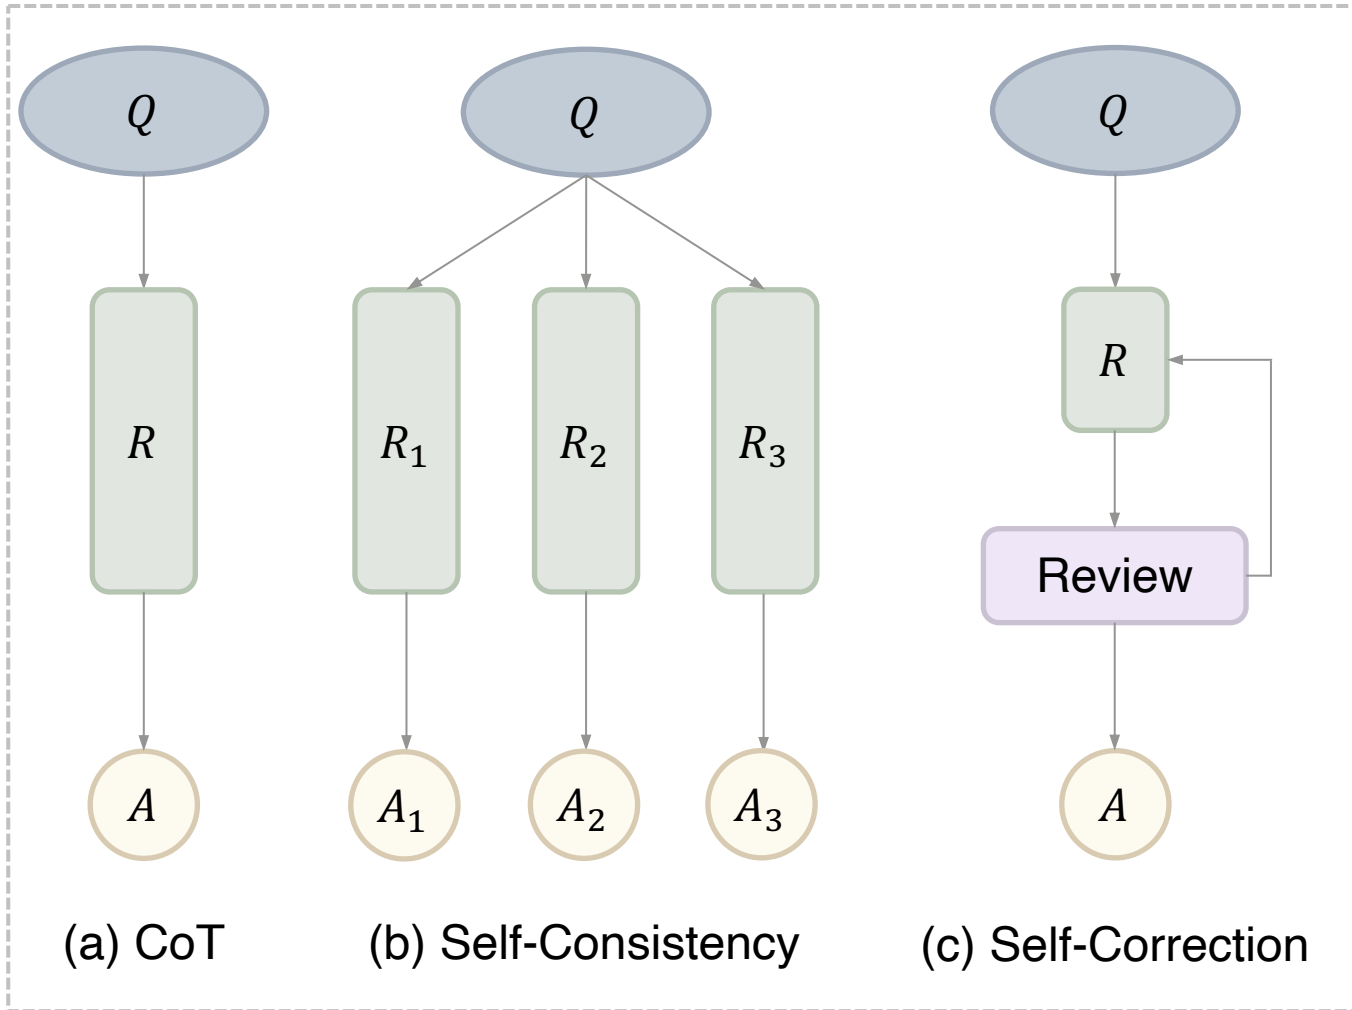 Q
R
A
(a) CoT
Q
R₁ R₂ R₃
A₁ A₂ A₃
(b) Self-Consistency
Q
R
Review
A
(c) Self-Correction